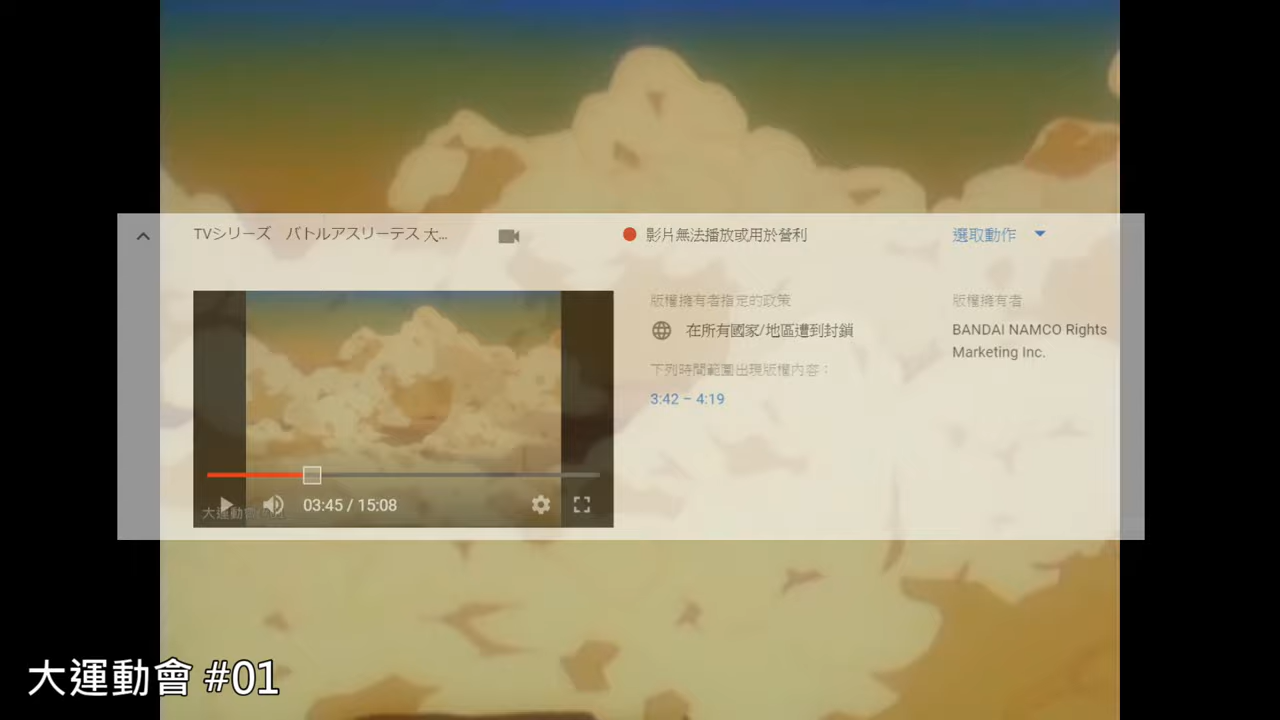 TVシリーズ　バトルアスリーテス 大...
影片無法播放或用於營利
選取動作
版權擁有者指定的政策
版權擁有者
在所有國家/地區遭到封鎖
BANDAI NAMCO Rights
Marketing Inc.
下列時間範圍出現版權內容：
3:42 – 4:19
03:45 / 15:08
大運動會
大運動會 #01